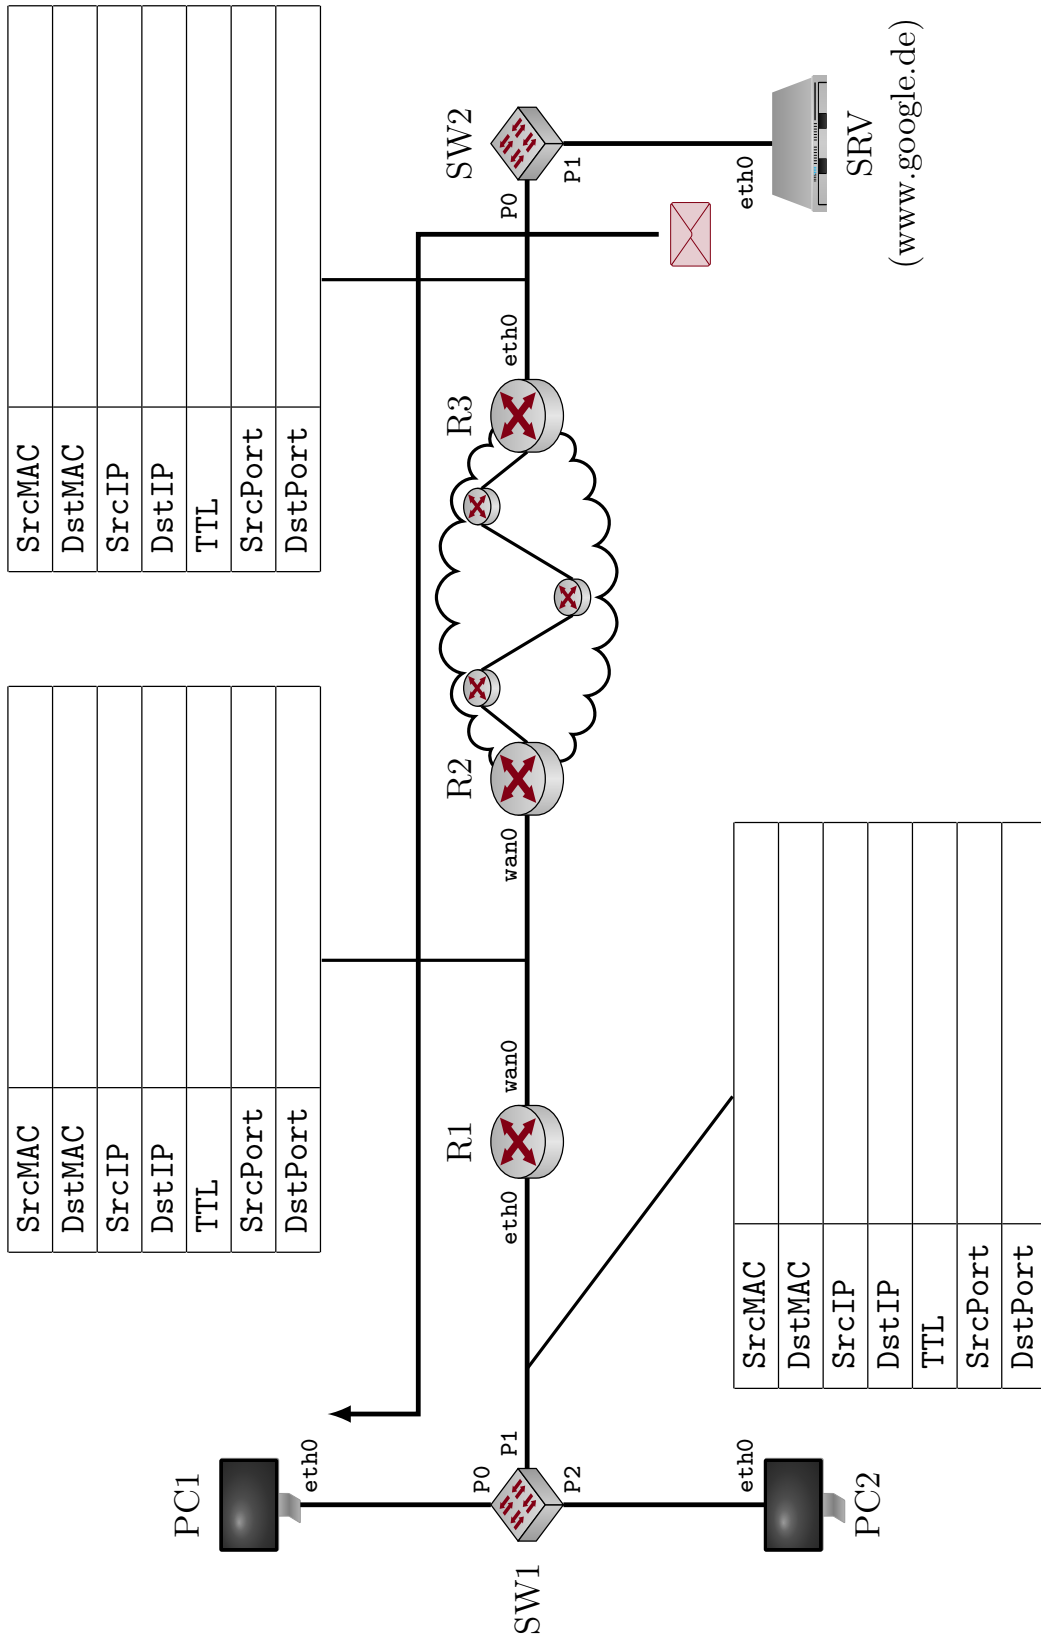 SrcMAC
DstMAC
SrcIP
DstIP
TTL
SrcPort
DstPort
SrcMAC
DstMAC
SrcIP
DstIP
TTL
SrcPort
DstPort
PC1
eth0
P0
SW1
P1
P2
eth0
PC2
eth0
R1
wan0
wan0
R2
R3
eth0
P0
SW2
P1
eth0
SRV
(www.google.de)
SrcMAC
DstMAC
SrcIP
DstIP
TTL
SrcPort
DstPort